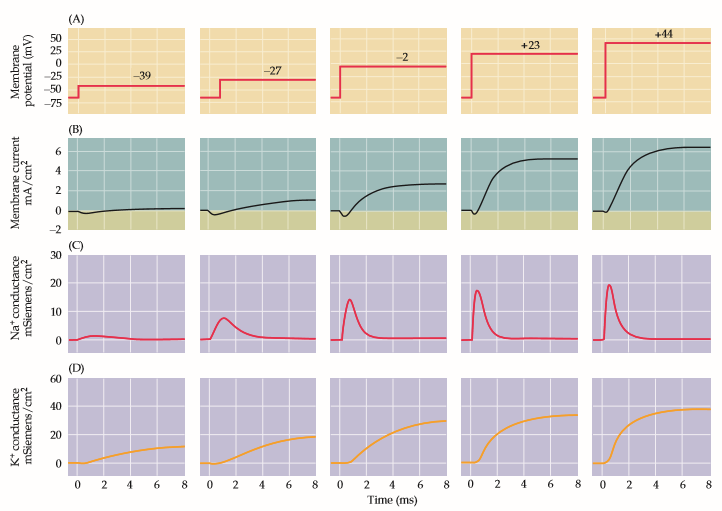 (A)
Membrane
potential (mV)
50
25
0
−25
−50
−75
−39
−27
−2
+23
+44
(B)
Membrane current
mA/cm²
6
4
2
0
−2
(C)
Na⁺ conductance
mSiemens/cm²
30
20
10
0
(D)
K⁺ conductance
mSiemens/cm²
60
40
20
0
0 2 4 6 8
0 2 4 6 8
0 2 4 6 8
0 2 4 6 8
0 2 4 6 8
Time (ms)